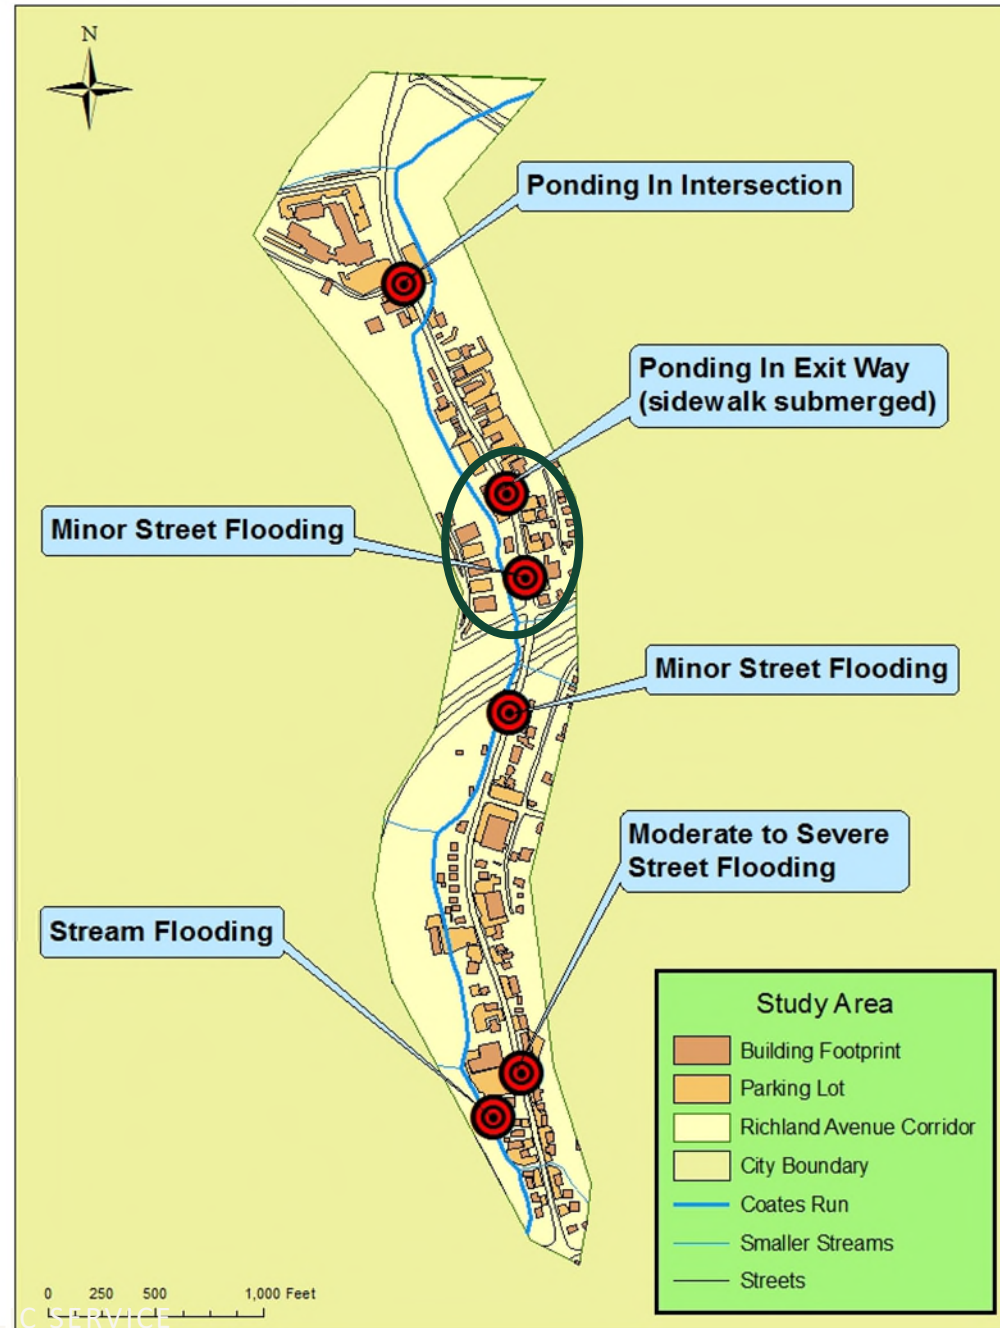 N
Ponding In Intersection
Ponding In Exit Way
(sidewalk submerged)
Minor Street Flooding
Minor Street Flooding
Moderate to Severe
Street Flooding
Stream Flooding
Study Area
Building Footprint
Parking Lot
Richland Avenue Corridor
City Boundary
Coates Run
Smaller Streams
Streets
0 250 500 1,000 Feet
C SERVICE